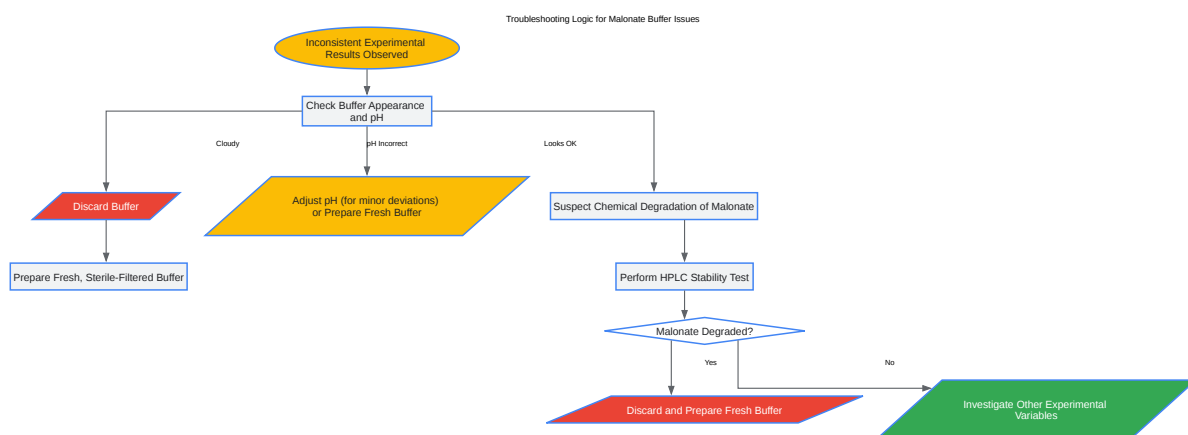 Troubleshooting Logic for Malonate Buffer Issues
Inconsistent Experimental
Results Observed
Check Buffer Appearance
and pH
Cloudy
pH Incorrect
Looks OK
Discard Buffer
Adjust pH (for minor deviations)
or Prepare Fresh Buffer
Suspect Chemical Degradation of Malonate
Prepare Fresh, Sterile-Filtered Buffer
Perform HPLC Stability Test
Malonate Degraded?
Yes
No
Discard and Prepare Fresh Buffer
Investigate Other Experimental
Variables